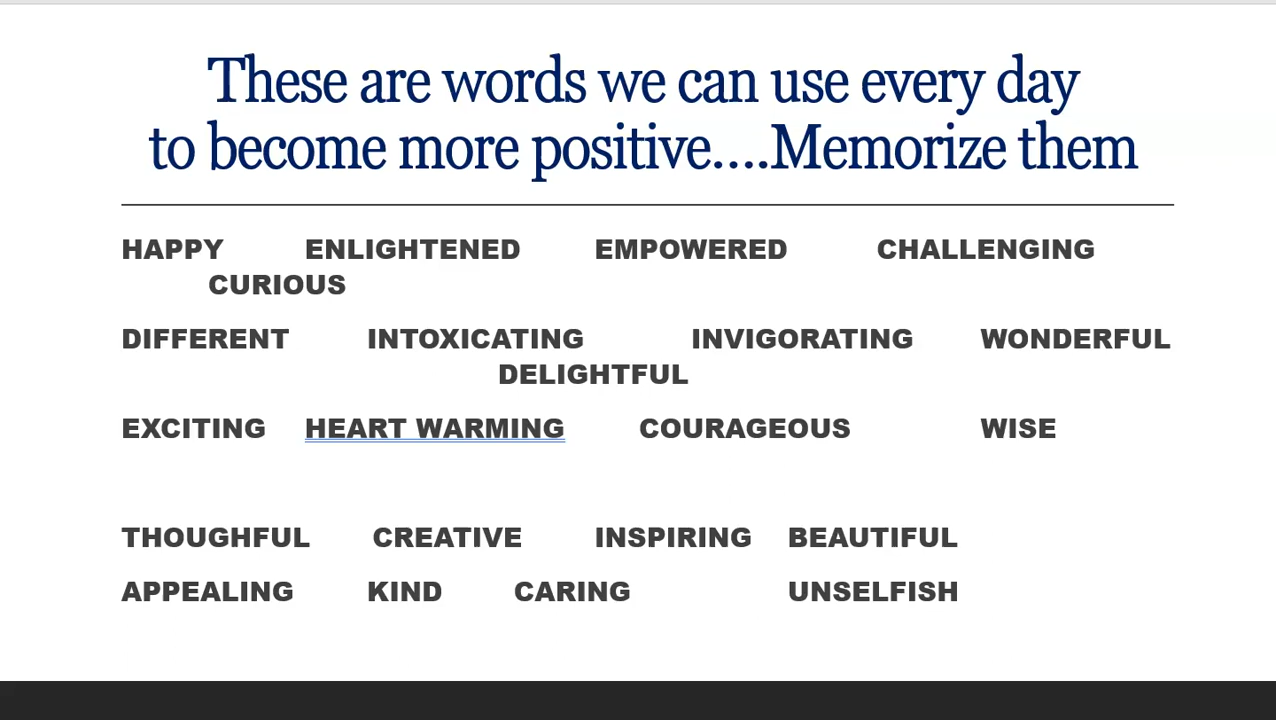 These are words we can use every day
to become more positive….Memorize them
HAPPY ENLIGHTENED EMPOWERED CHALLENGING
CURIOUS
DIFFERENT INTOXICATING INVIGORATING WONDERFUL
DELIGHTFUL
EXCITING HEART WARMING COURAGEOUS WISE
THOUGHFUL CREATIVE INSPIRING BEAUTIFUL
APPEALING KIND CARING UNSELFISH